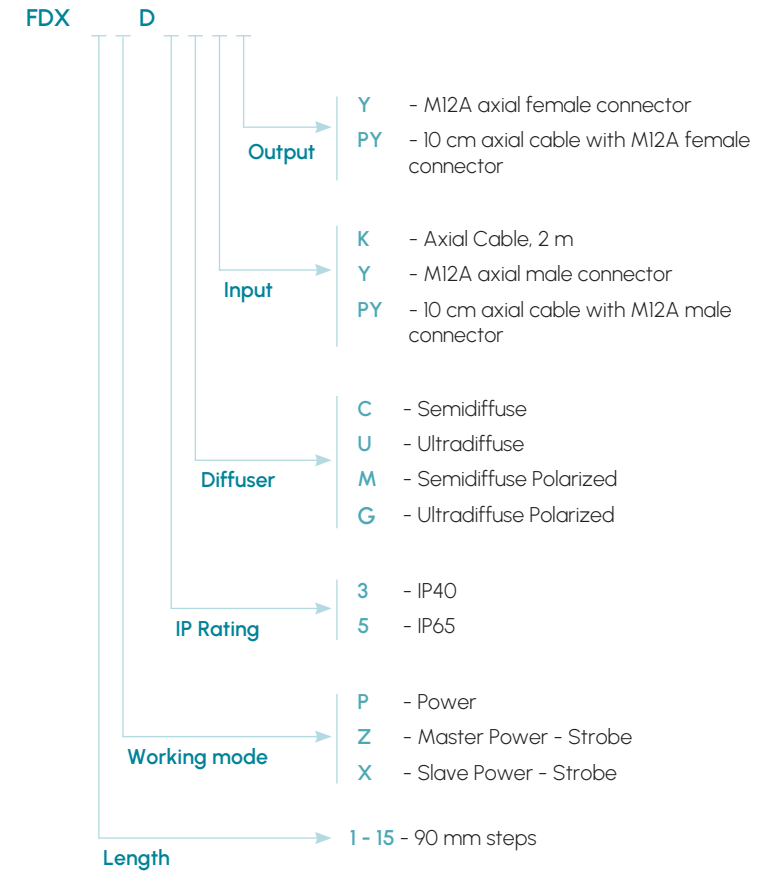 FDX D
Y - M12A axial female connector
PY - 10 cm axial cable with M12A female
connector
Output
K - Axial Cable, 2 m
Y - M12A axial male connector
PY - 10 cm axial cable with M12A male
connector
Input
C - Semidiffuse
U - Ultradiffuse
M - Semidiffuse Polarized
G - Ultradiffuse Polarized
Diffuser
3 - IP40
5 - IP65
IP Rating
P - Power
Z - Master Power - Strobe
X - Slave Power - Strobe
Working mode
1 - 15 - 90 mm steps
Length